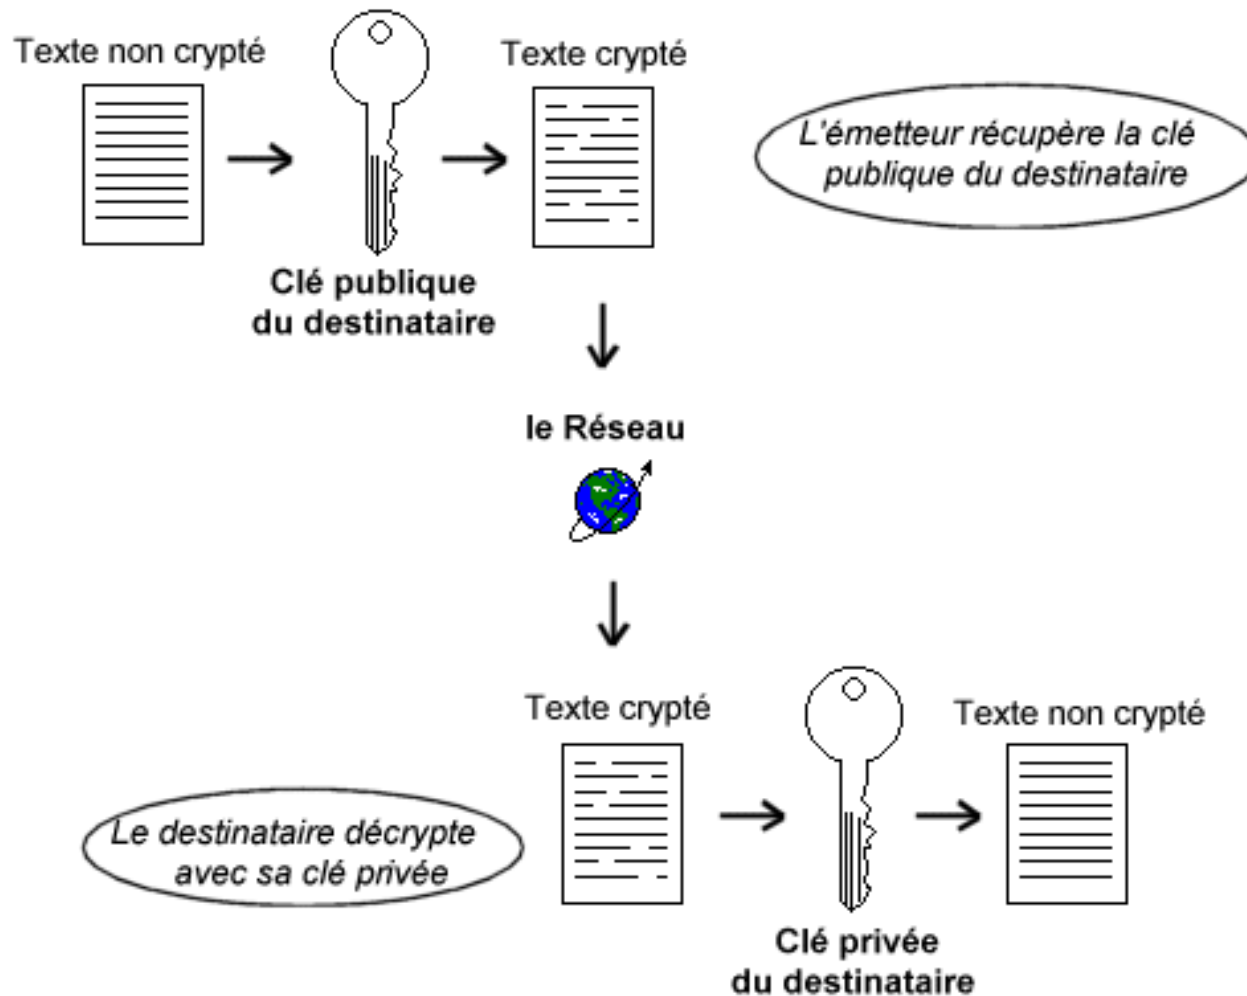 Texte non crypté
Texte crypté
L'émetteur récupère la clé
publique du destinataire
Clé publique
du destinataire
le Réseau
Texte crypté
Texte non crypté
Le destinataire décrypte
avec sa clé privée
Clé privée
du destinataire